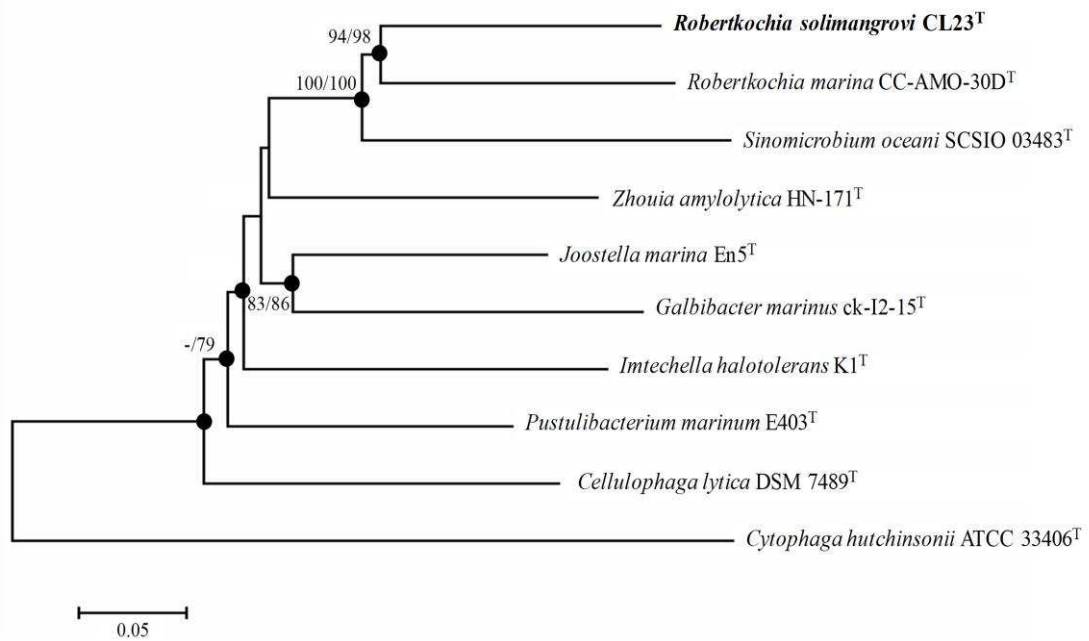 Robertkochia solimangrovi CL23ᵀ
94/98
100/100
Robertkochia marina CC-AMO-30Dᵀ
Sinomicrobium oceani SCSIO 03483ᵀ
Zhouia amylolytica HN-171ᵀ
Joostella marina En5ᵀ
83/86
Galbibacter marinus ck-I2-15ᵀ
-/79
Imtechella halotolerans K1ᵀ
Pustulibacterium marinum E403ᵀ
Cellulophaga lytica DSM 7489ᵀ
Cytophaga hutchinsonii ATCC 33406ᵀ
0.05